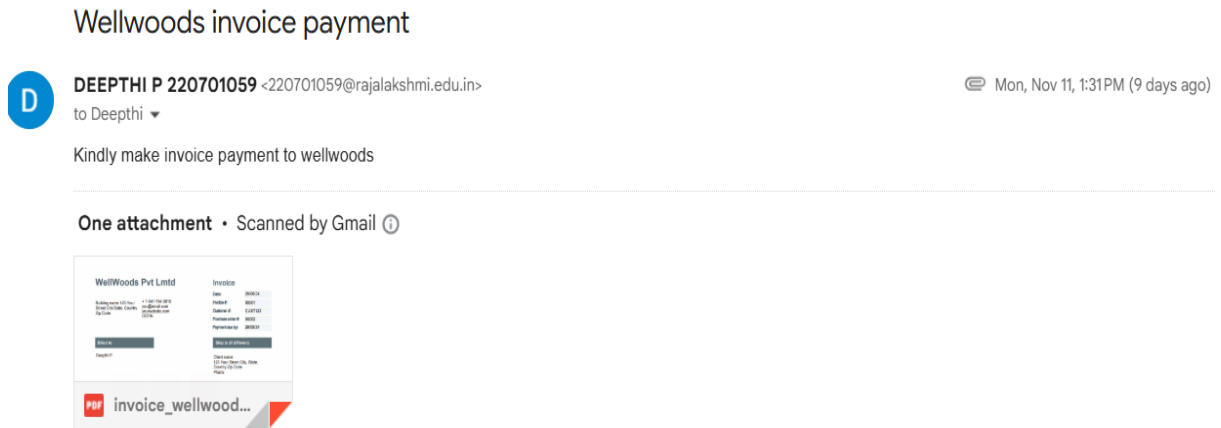 Wellwoods invoice payment
D
DEEPTHI P 220701059 <220701059@rajalakshmi.edu.in>
Mon, Nov 11, 1:31 PM (9 days ago)
to Deepthi
Kindly make invoice payment to wellwoods
One attachment • Scanned by Gmail
WellWoods Pvt Lmtd
Invoice
PDF invoice_wellwood...